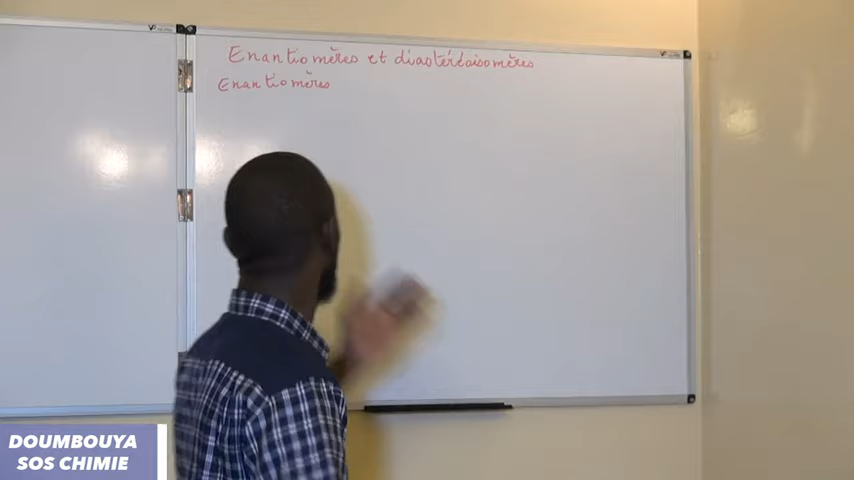 Enantiomères et diastéréoisomères
Enantiomères
DOUMBOUYA
SOS CHIMIE